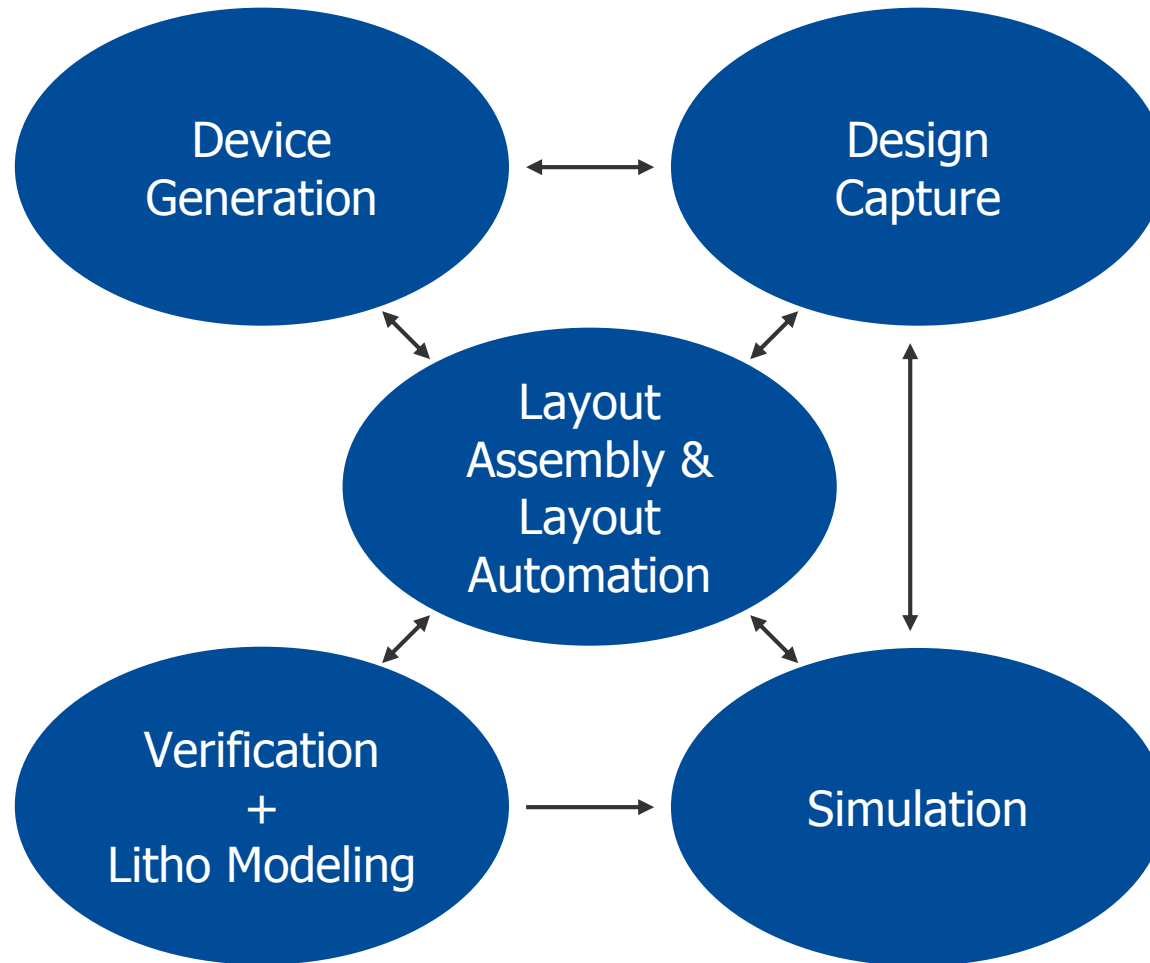 Device
Generation
Design
Capture
Layout
Assembly &
Layout
Automation
Verification
+
Litho Modeling
Simulation